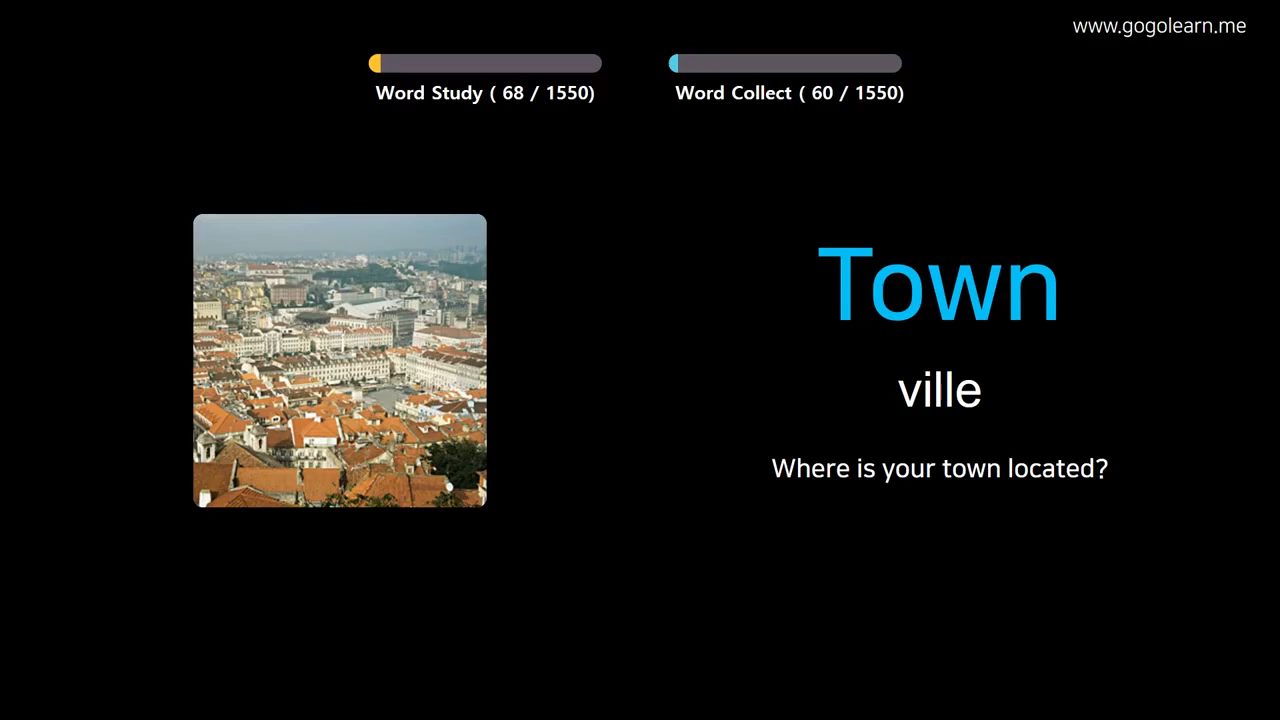 www.gogolearn.me
Word Study ( 68 / 1550)
Word Collect ( 60 / 1550)
Town
ville
Where is your town located?